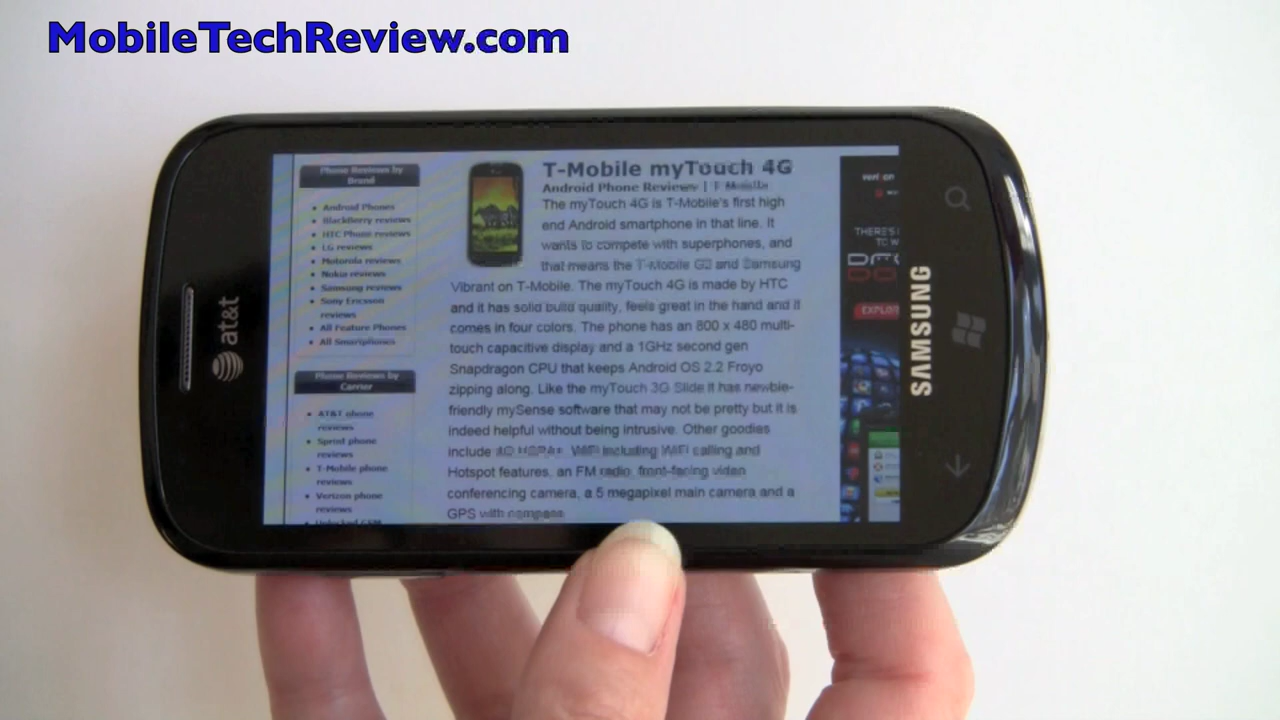 MobileTechReview.com
at&t
Phone Reviews by
Brand
Android Phones
BlackBerry reviews
HTC Phone reviews
LG reviews
Motorola reviews
Nokia reviews
Samsung reviews
Sony Ericsson
reviews
All Feature Phones
All Smartphones
Phone Reviews by
Carrier
AT&T phone
reviews
Sprint phone
reviews
T-Mobile phone
reviews
Verizon phone
reviews
Unlocked GSM
T-Mobile myTouch 4G
Android Phone Reviews | T-Mobile
The myTouch 4G is T-Mobile's first high
end Android smartphone in that line. It
wants to compete with superphones, and
that means the T-Mobile G2 and Samsung
Vibrant on T-Mobile. The myTouch 4G is made by HTC
and it has solid build quality, feels great in the hand and it
comes in four colors. The phone has an 800 x 480 multi-
touch capacitive display and a 1GHz second gen
Snapdragon CPU that keeps Android OS 2.2 Froyo
zipping along. Like the myTouch 3G Slide it has newbie-
friendly mySense software that may not be pretty but it is
indeed helpful without being intrusive. Other goodies
include 4G HSPA+, WiFi including WiFi calling and
Hotspot features, an FM radio, front-facing video
conferencing camera, a 5 megapixel main camera and a
GPS with compass
verizon
THERE'S
TO W
EXPLOR
SAMSUNG